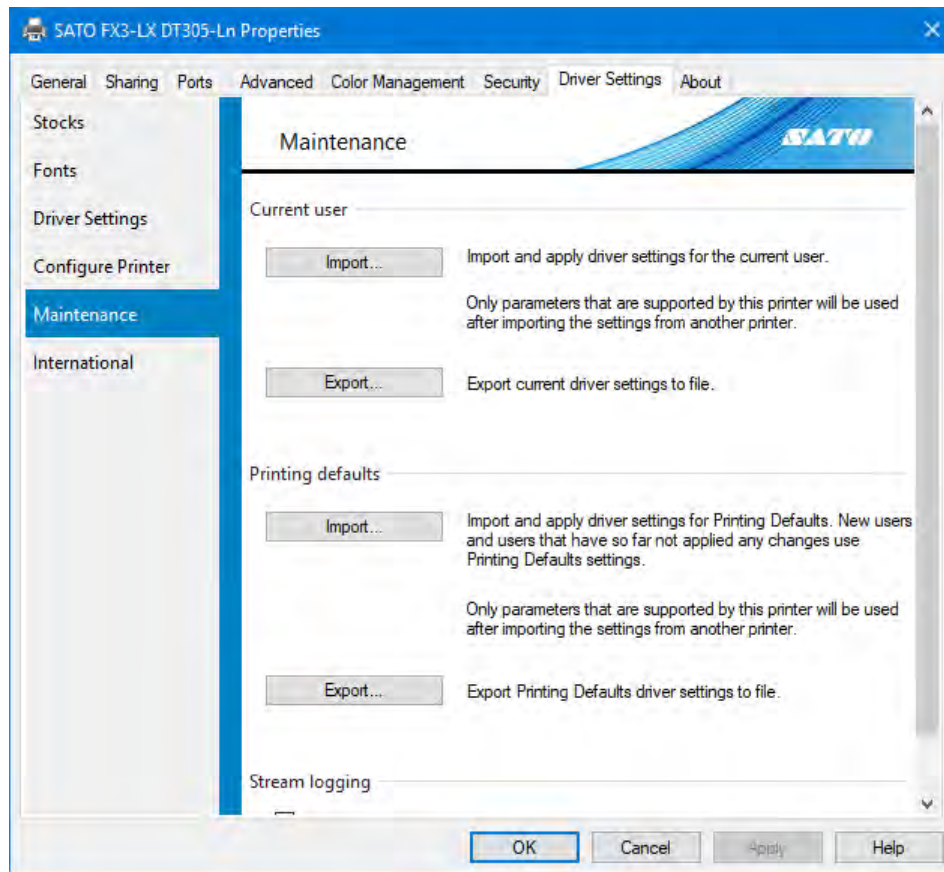 SATO FX3-LX DT305-Ln Properties
General Sharing Ports Advanced Color Management Security Driver Settings About
Stocks
Fonts
Driver Settings
Configure Printer
Maintenance
International
Maintenance
SATO
Current user
Import...
Import and apply driver settings for the current user.
Only parameters that are supported by this printer will be used
after importing the settings from another printer.
Export...
Export current driver settings to file.
Printing defaults
Import...
Import and apply driver settings for Printing Defaults. New users
and users that have so far not applied any changes use
Printing Defaults settings.
Only parameters that are supported by this printer will be used
after importing the settings from another printer.
Export...
Export Printing Defaults driver settings to file.
Stream logging
OK Cancel Apply Help